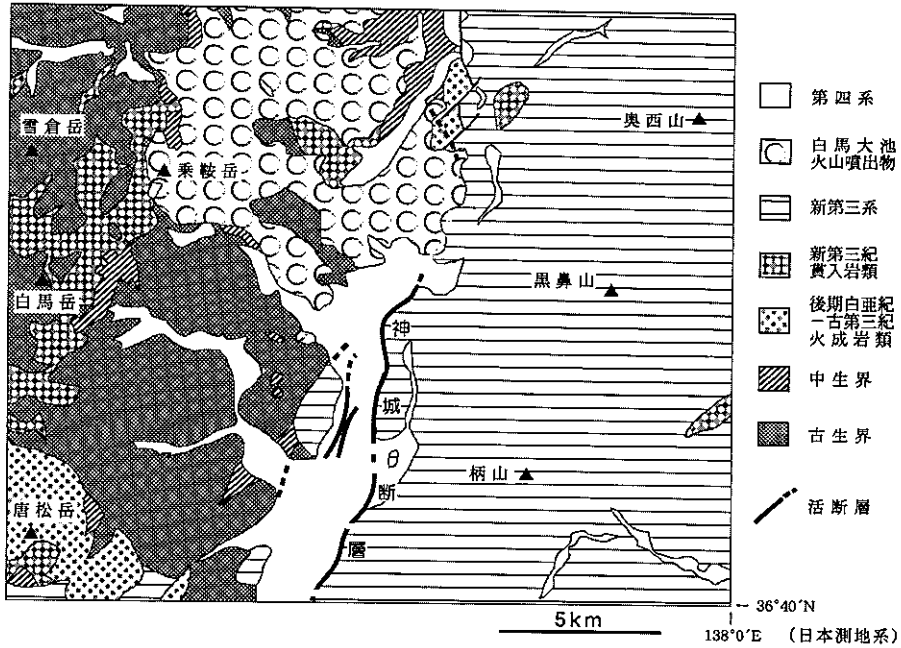 雪倉岳
乗鞍岳
奥西山
白馬岳
黒鼻山
神
城
断
層
柄山
唐松岳
第四系
白馬大池
火山噴出物
新第三系
新第三紀
貫入岩類
後期白亜紀
－古第三紀
火成岩類
中生界
古生界
活断層
5km
36°40′N
138°0′E （日本測地系）